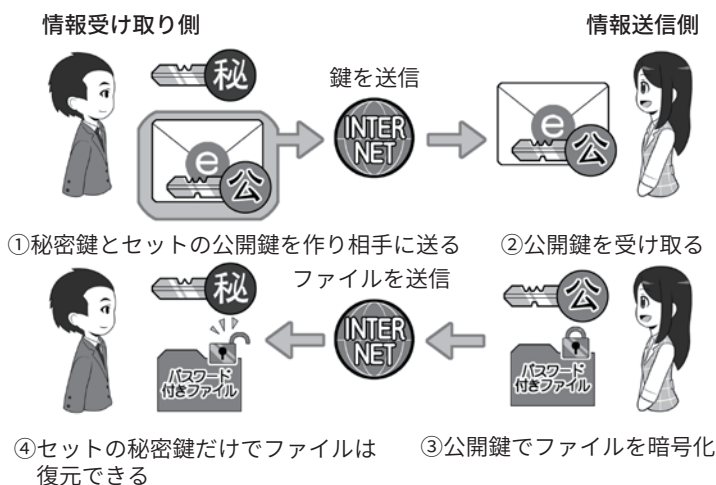 情報受け取り側
情報送信側
秘
鍵を送信
INTER
NET
e
公
e
公
①秘密鍵とセットの公開鍵を作り相手に送る
②公開鍵を受け取る
秘
ファイルを送信
公
INTER
NET
パスワード
付きファイル
パスワード
付きファイル
④セットの秘密鍵だけでファイルは
復元できる
③公開鍵でファイルを暗号化